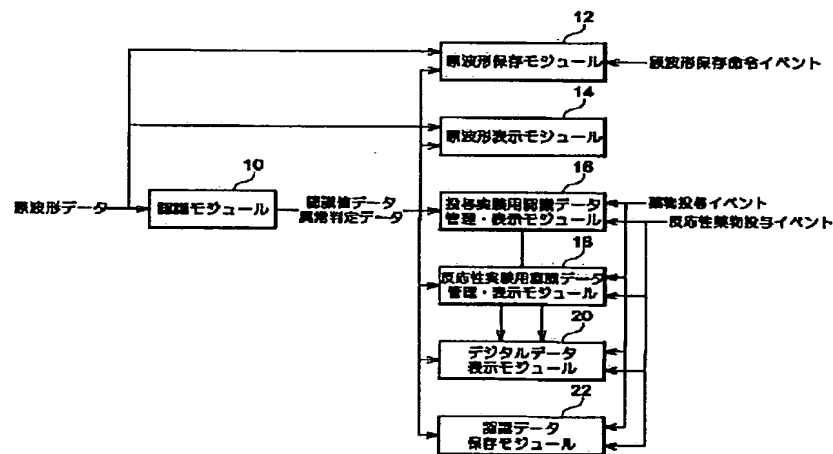 12
原波形保存モジュール
原波形保存命令イベント
14
原波形表示モジュール
10
原波形データ
認識モジュール
認識値データ
異常判定データ
16
投与実験用認識データ
管理・表示モジュール
薬物投与イベント
反応性薬物投与イベント
18
反応性実験用データ
管理・表示モジュール
20
デジタルデータ
表示モジュール
22
データ
保存モジュール